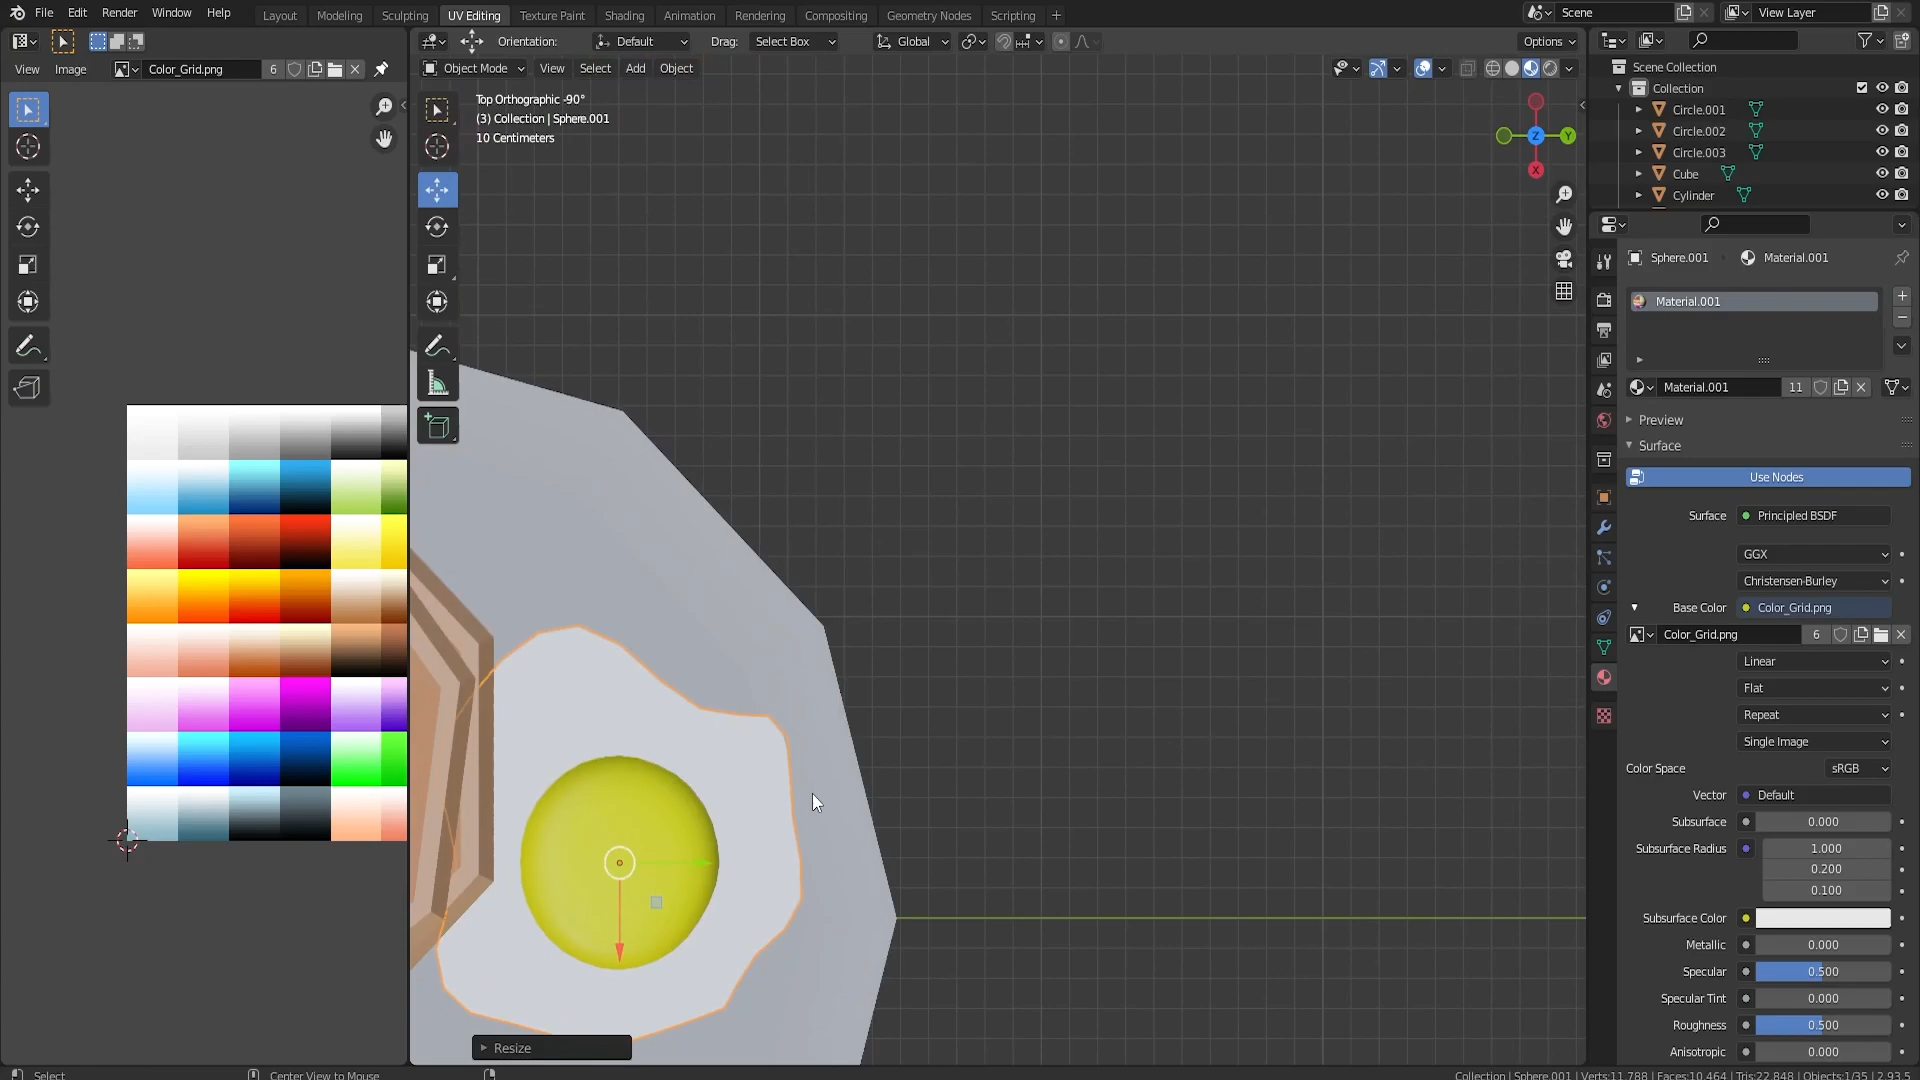 File Edit Render Window Help Layout Modeling Sculpting UV Editing Texture Paint Shading Animation Rendering Compositing Geometry Nodes Scripting + Scene View Layer
Orientation: Default Drag: Select Box Global Options
View Image Color_Grid.png 6 Object Mode View Select Add Object
Top Orthographic -90°
(3) Collection | Sphere.001
10 Centimeters
X
Y
Z
Resize
Scene Collection
Collection
Circle.001
Circle.002
Circle.003
Cube
Cylinder
Sphere.001 Material.001
Material.001
Material.001 11
Preview
Surface
Use Nodes
Surface Principled BSDF
GGX
Christensen-Burley
Base Color Color_Grid.png
Color_Grid.png 6
Linear
Flat
Repeat
Single Image
Color Space sRGB
Vector Default
Subsurface 0.000
Subsurface Radius 1.000
0.200
0.100
Subsurface Color
Metallic 0.000
Specular 0.500
Specular Tint 0.000
Roughness 0.500
Anisotropic 0.000
Select Center View to Mouse Collection | Sphere.001 | Verts:11,788 | Faces:10,464 | Tris:22,848 | Objects:1/35 | 2.93.5